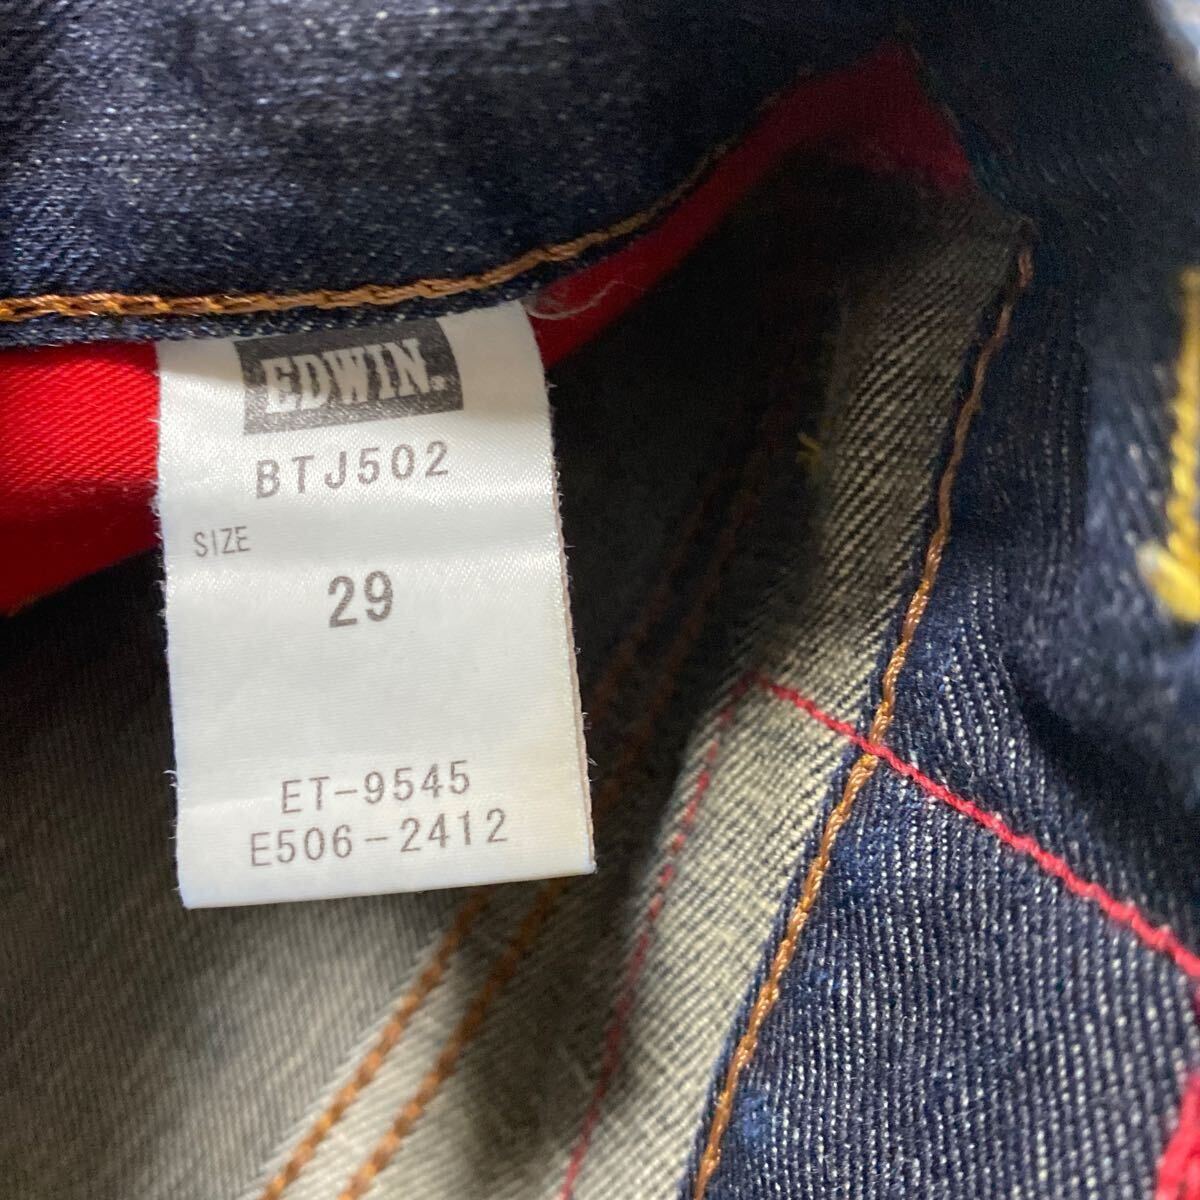 EDWIN
BTJ502
SIZE
29
ET-9545
E506-2412